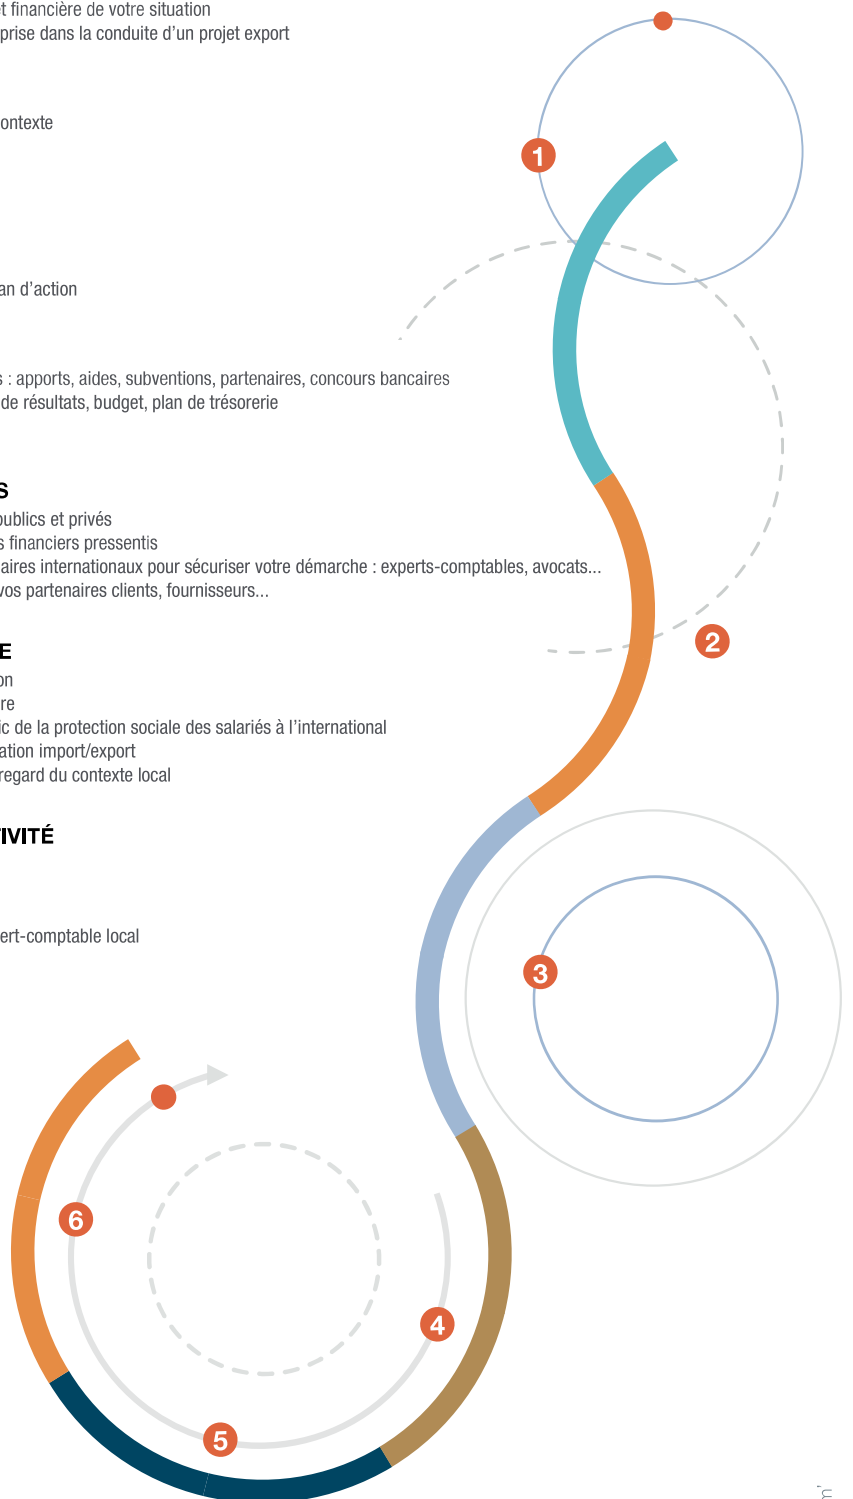 t financière de votre situation
prise dans la conduite d'un projet export
ontexte
1
an d'action
s : apports, aides, subventions, partenaires, concours bancaires
de résultats, budget, plan de trésorerie
S
publics et privés
s financiers pressentis
aires internationaux pour sécuriser votre démarche : experts-comptables, avocats...
vos partenaires clients, fournisseurs...
2
E
on
re
ic de la protection sociale des salariés à l'international
ation import/export
regard du contexte local
TIVITÉ
ert-comptable local
3
6
4
5